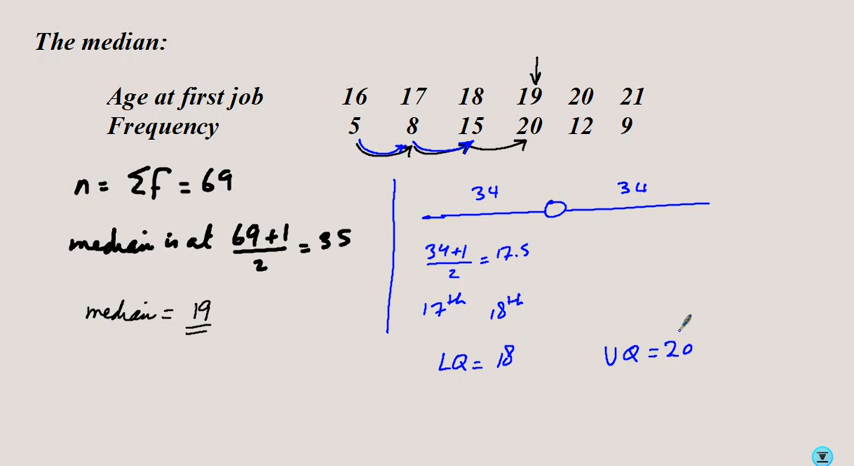 The median:
Age at first job 16 17 18 19 20 21
Frequency 5 8 15 20 12 9
n = Σf = 69
median is at 69+1/2 = 35
median = 19
34 34
34+1/2 = 17.5
17th 18th
LQ = 18 UQ = 20